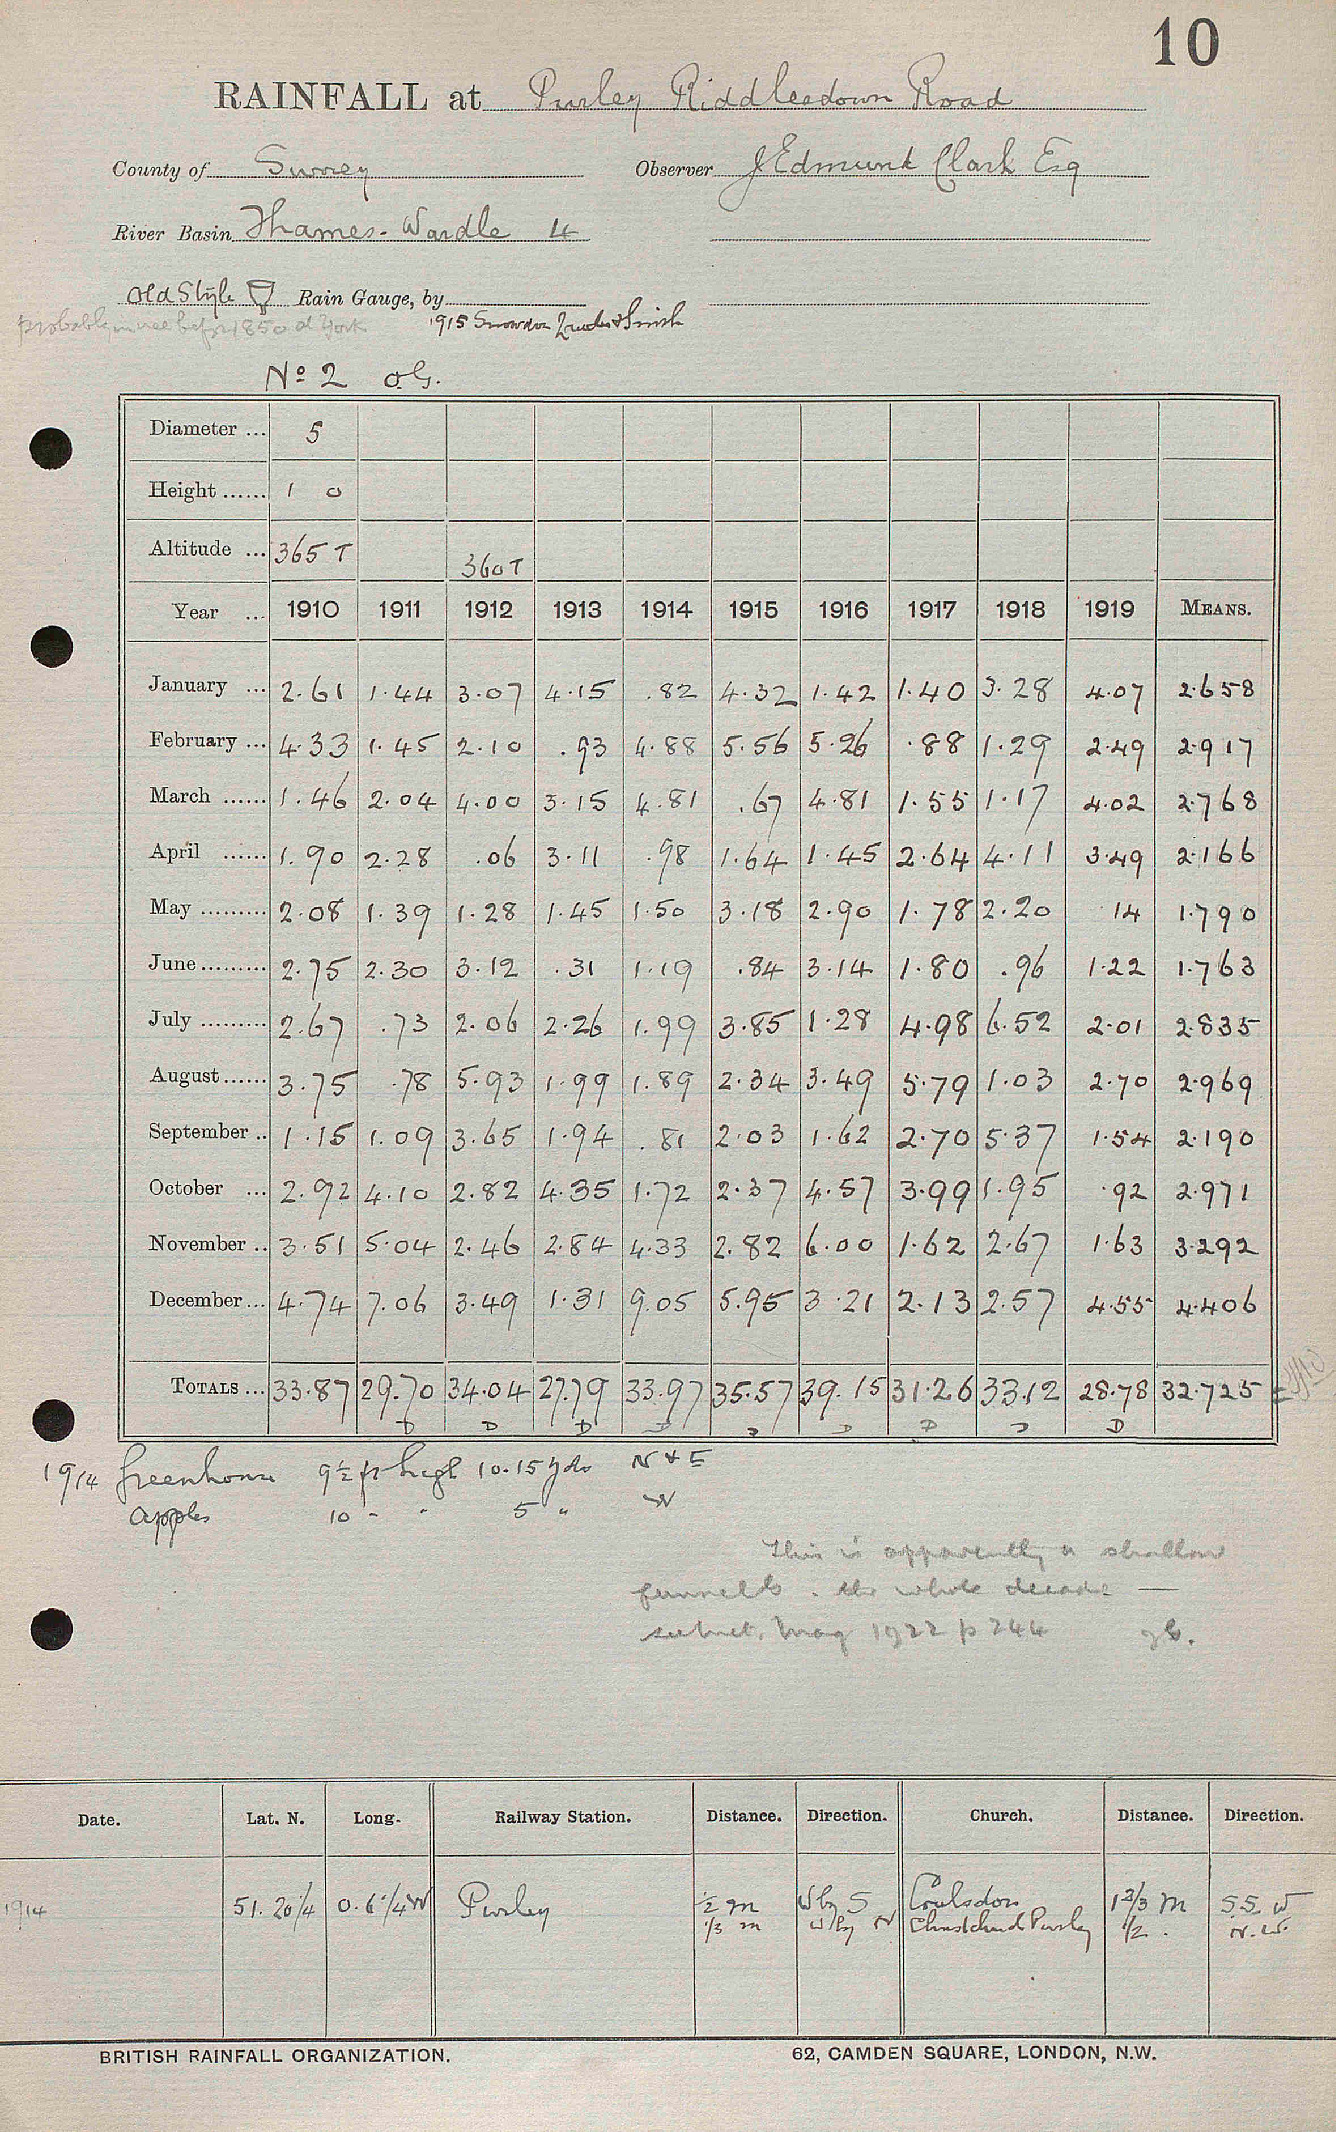 10
RAINFALL at Purley Riddlesdown Road
County of Surrey Observer J Edmund Clark Esq
River Basin Thames-Wandle 4
Old Style Rain Gauge, by
probably in use before 1850 at York 1915 Snowdon
No 2 O.G.
Diameter ... 5
Height ...... 1 0
Altitude ... 365 T 360 T
Year ... 1910 1911 1912 1913 1914 1915 1916 1917 1918 1919 MEANS.
January ... 2.61 1.44 3.07 4.15 .82 4.32 1.42 1.40 3.28 4.07 2.658
February ... 4.33 1.45 2.10 .93 4.88 5.56 5.26 .88 1.29 2.49 2.917
March ...... 1.46 2.04 4.00 3.15 4.81 .67 4.81 1.55 1.17 4.02 2.768
April ...... 1.90 2.28 .06 3.11 .98 1.64 1.45 2.64 4.11 3.49 2.166
May ......... 2.08 1.39 1.28 1.45 1.50 3.18 2.90 1.78 2.20 14 1.790
June ......... 2.75 2.30 3.12 .31 1.19 .84 3.14 1.80 .96 1.22 1.763
July ......... 2.67 .73 2.06 2.26 1.99 3.85 1.28 4.98 6.52 2.01 2.835
August ...... 3.75 .78 5.93 1.99 1.89 2.34 3.49 5.79 1.03 2.70 2.969
September .. 1.15 1.09 3.65 1.94 .81 2.03 1.62 2.70 5.37 1.54 2.190
October ... 2.92 4.10 2.82 4.35 1.72 2.37 4.57 3.99 1.95 .92 2.971
November .. 3.51 5.04 2.46 2.84 4.33 2.82 6.00 1.62 2.67 1.63 3.292
December ... 4.74 7.06 3.49 1.31 9.05 5.95 3.21 2.13 2.57 4.55 4.406
TOTALS ... 33.87 29.70 34.04 27.79 33.97 35.57 39.15 31.26 33.12 28.78 32.725
D D D D D D D D D
1914 Greenhouse 9½ ft high 10.15 yds N & E
Apples 10 " " 5 " W
This is apparently a shallow
funnel . the whole decade —
Mag 1922 p 244
Date. Lat. N. Long. Railway Station. Distance. Direction. Church. Distance. Direction.
1914 51.20¼ 0.6¼ W Purley ½ m W by S Coulsdon 1⅔ m S.S.W
⅓ m W by N Christchurch Purley ½ . N.W.
BRITISH RAINFALL ORGANIZATION. 62, CAMDEN SQUARE, LONDON, N.W.